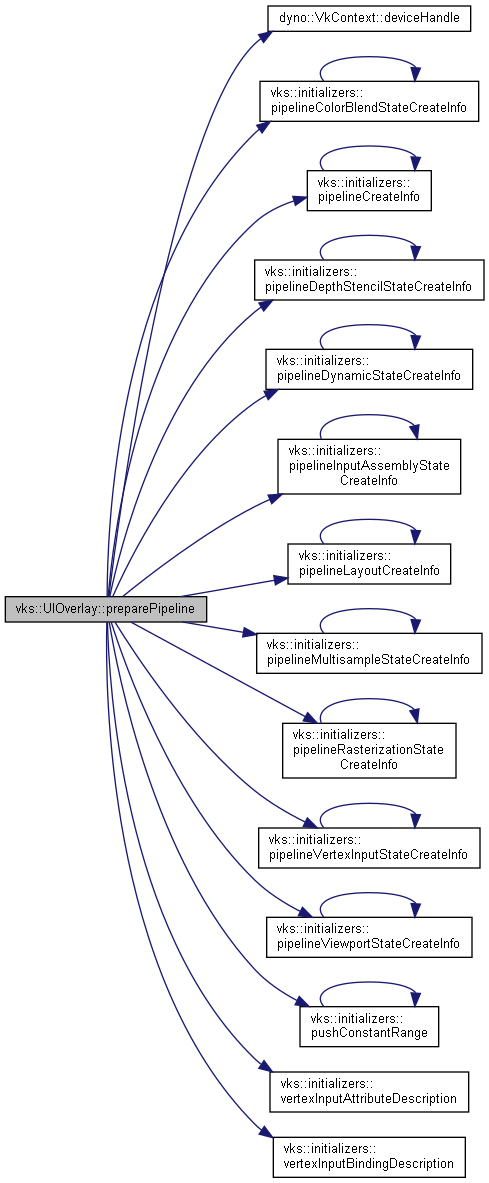 dyno::VkContext::deviceHandle
vks::initializers::
pipelineColorBlendStateCreateInfo
vks::initializers::
pipelineCreateInfo
vks::initializers::
pipelineDepthStencilStateCreateInfo
vks::initializers::
pipelineDynamicStateCreateInfo
vks::initializers::
pipelineInputAssemblyState
CreateInfo
vks::initializers::
pipelineLayoutCreateInfo
vks::UIOverlay::preparePipeline
vks::initializers::
pipelineMultisampleStateCreateInfo
vks::initializers::
pipelineRasterizationState
CreateInfo
vks::initializers::
pipelineVertexInputStateCreateInfo
vks::initializers::
pipelineViewportStateCreateInfo
vks::initializers::
pushConstantRange
vks::initializers::
vertexInputAttributeDescription
vks::initializers::
vertexInputBindingDescription